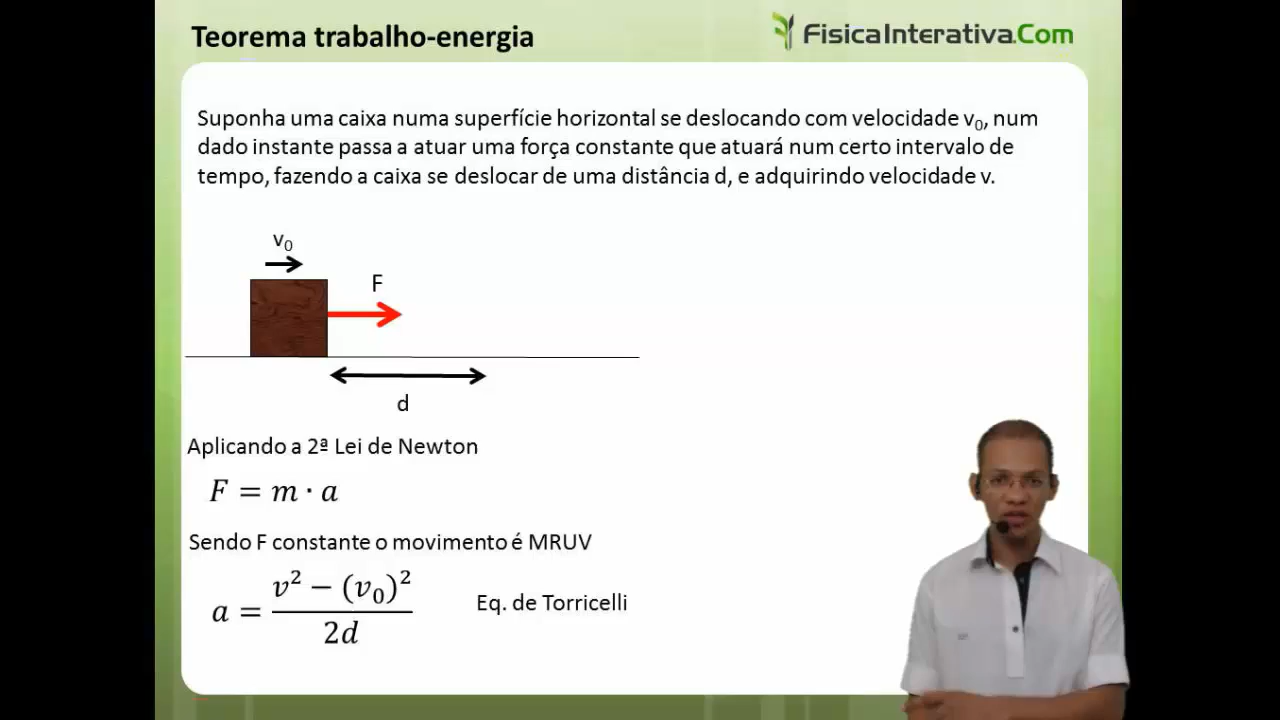 Teorema trabalho-energia
FisicaInterativa.Com
Suponha uma caixa numa superfície horizontal se deslocando com velocidade v₀, num
dado instante passa a atuar uma força constante que atuará num certo intervalo de
tempo, fazendo a caixa se deslocar de uma distância d, e adquirindo velocidade v.
v₀
F
d
Aplicando a 2ª Lei de Newton
F = m · a
Sendo F constante o movimento é MRUV
a = (v² − (v₀)²) / 2d
Eq. de Torricelli